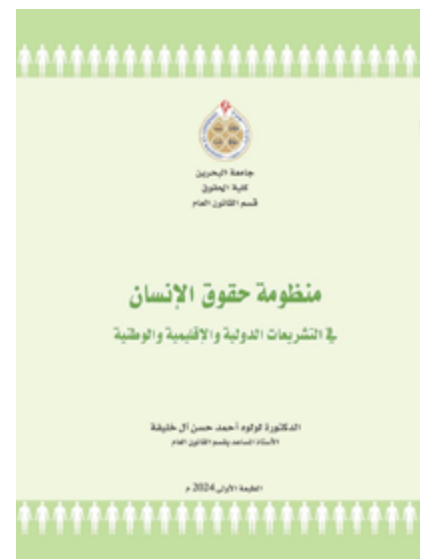 جامعة البحرين
كلية الحقوق
قسم القانون العام
منظومة حقوق الإنسان
في التشريعات الدولية والإقليمية والوطنية
الدكتورة لولوه أحمد حسن آل خليفة
الأستاذ المساعد بقسم القانون العام
الطبعة الأولى 2024 م